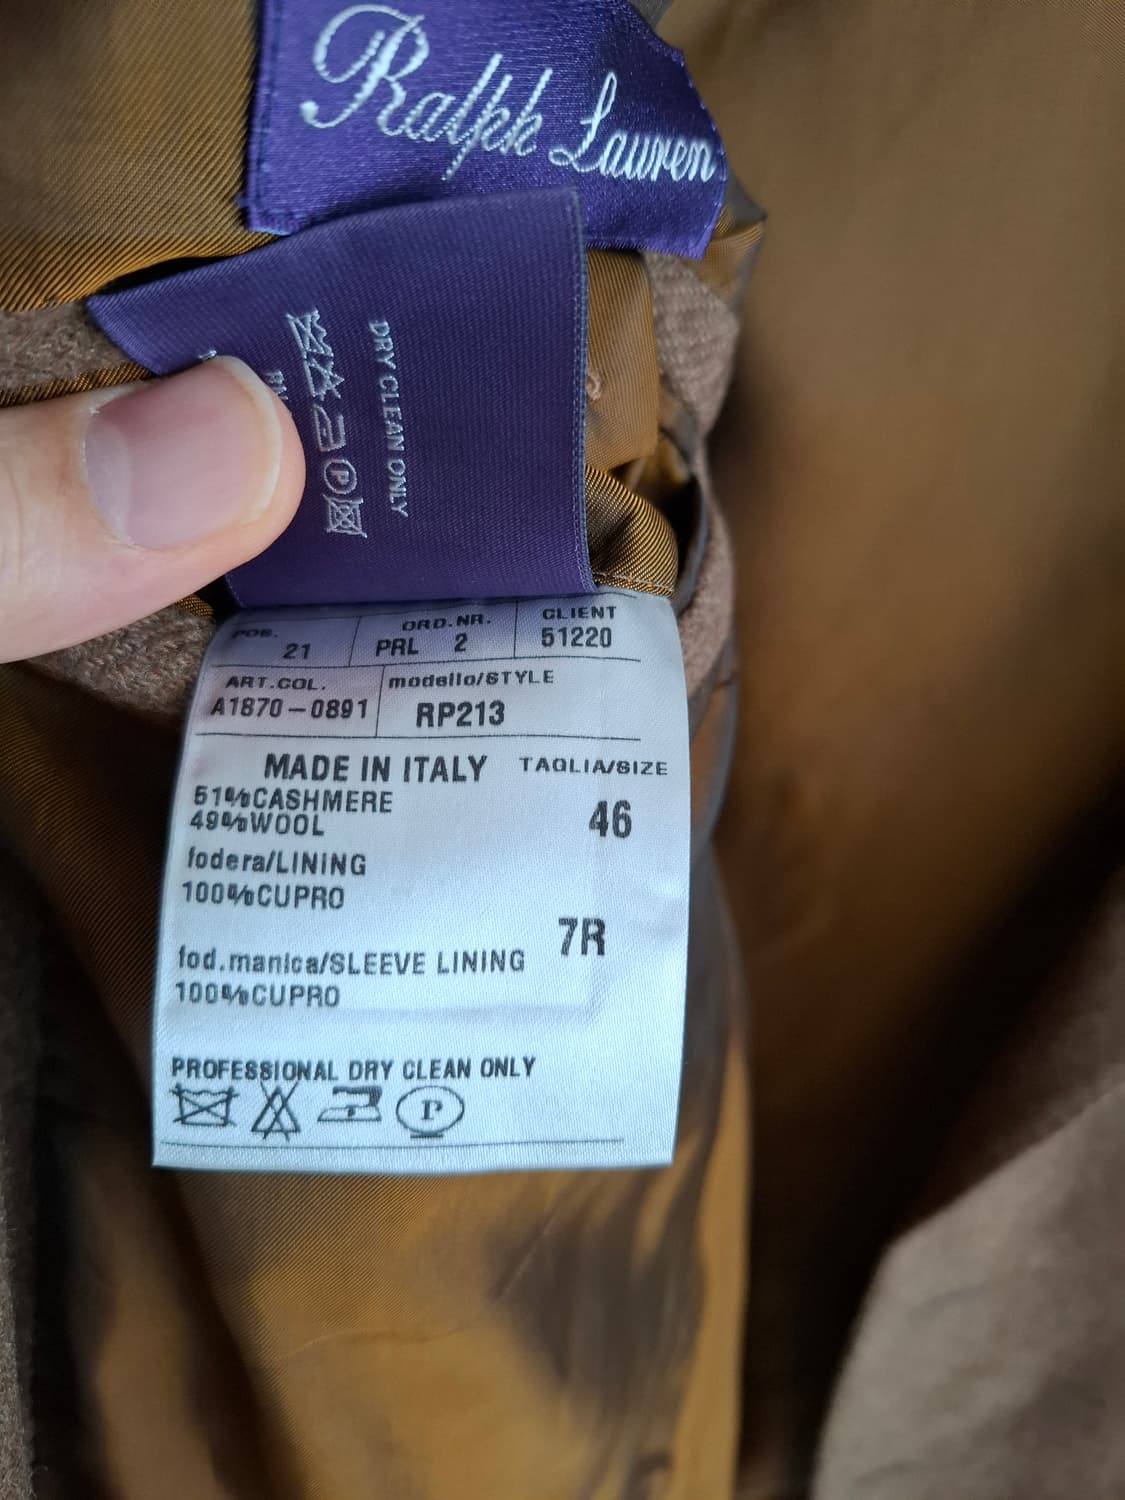 Ralph Lauren
DRY CLEAN ONLY
POS. ORD.NR. CLIENT
21 PRL 2 51220
ART.COL. modello/STYLE
A1870-0891 RP213
MADE IN ITALY TAGLIA/SIZE
51%CASHMERE
49%WOOL
46
fodera/LINING
100%CUPRO
7R
fod.manica/SLEEVE LINING
100%CUPRO
PROFESSIONAL DRY CLEAN ONLY
P